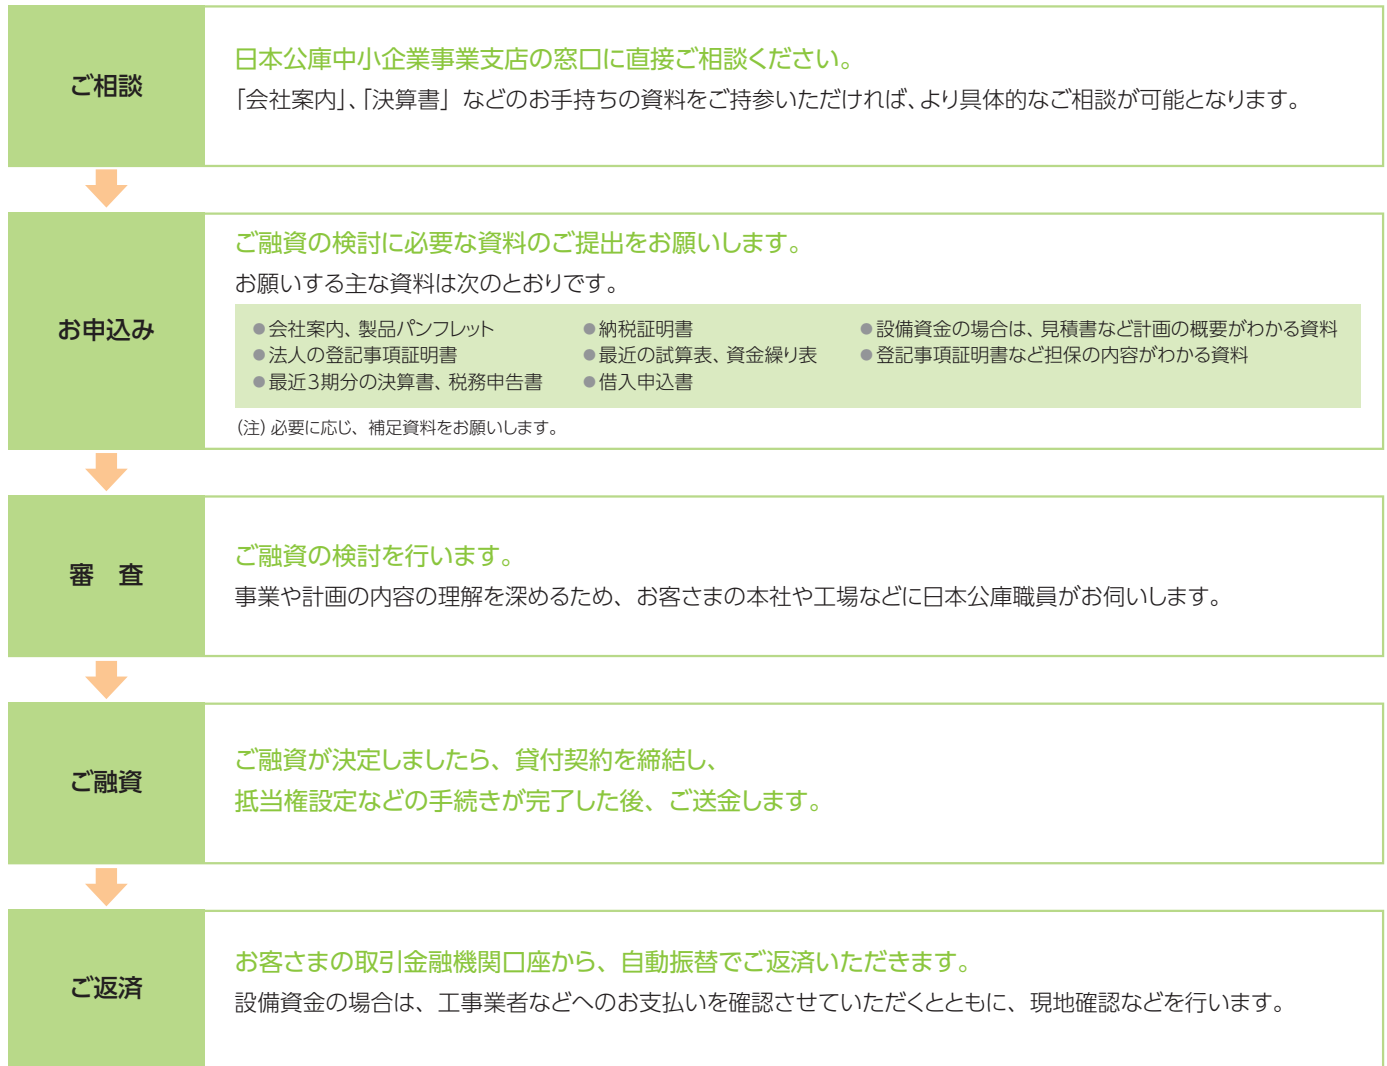 ご相談
日本公庫中小企業事業支店の窓口に直接ご相談ください。
「会社案内」、「決算書」などのお手持ちの資料をご持参いただければ、より具体的なご相談が可能となります。
お申込み
ご融資の検討に必要な資料のご提出をお願いします。
お願いする主な資料は次のとおりです。
●会社案内、製品パンフレット
●法人の登記事項証明書
●最近3期分の決算書、税務申告書
●納税証明書
●最近の試算表、資金繰り表
●借入申込書
●設備資金の場合は、見積書など計画の概要がわかる資料
●登記事項証明書など担保の内容がわかる資料
(注)必要に応じ、補足資料をお願いします。
審　査
ご融資の検討を行います。
事業や計画の内容の理解を深めるため、お客さまの本社や工場などに日本公庫職員がお伺いします。
ご融資
ご融資が決定しましたら、貸付契約を締結し、
抵当権設定などの手続きが完了した後、ご送金します。
ご返済
お客さまの取引金融機関口座から、自動振替でご返済いただきます。
設備資金の場合は、工事業者などへのお支払いを確認させていただくとともに、現地確認などを行います。